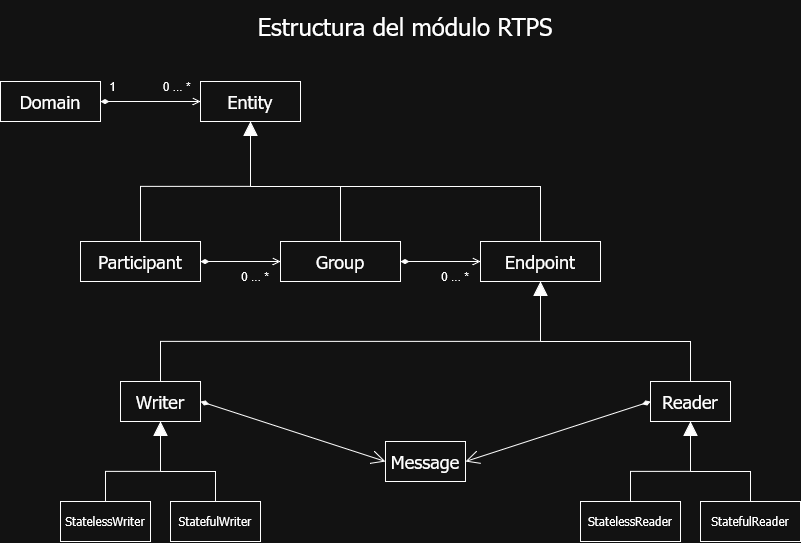 Estructura del módulo RTPS
1
0 ... *
Domain
Entity
Participant
Group
Endpoint
0 ... *
0 ... *
Writer
Reader
Message
StatelessWriter
StatefulWriter
StatelessReader
StatefulReader